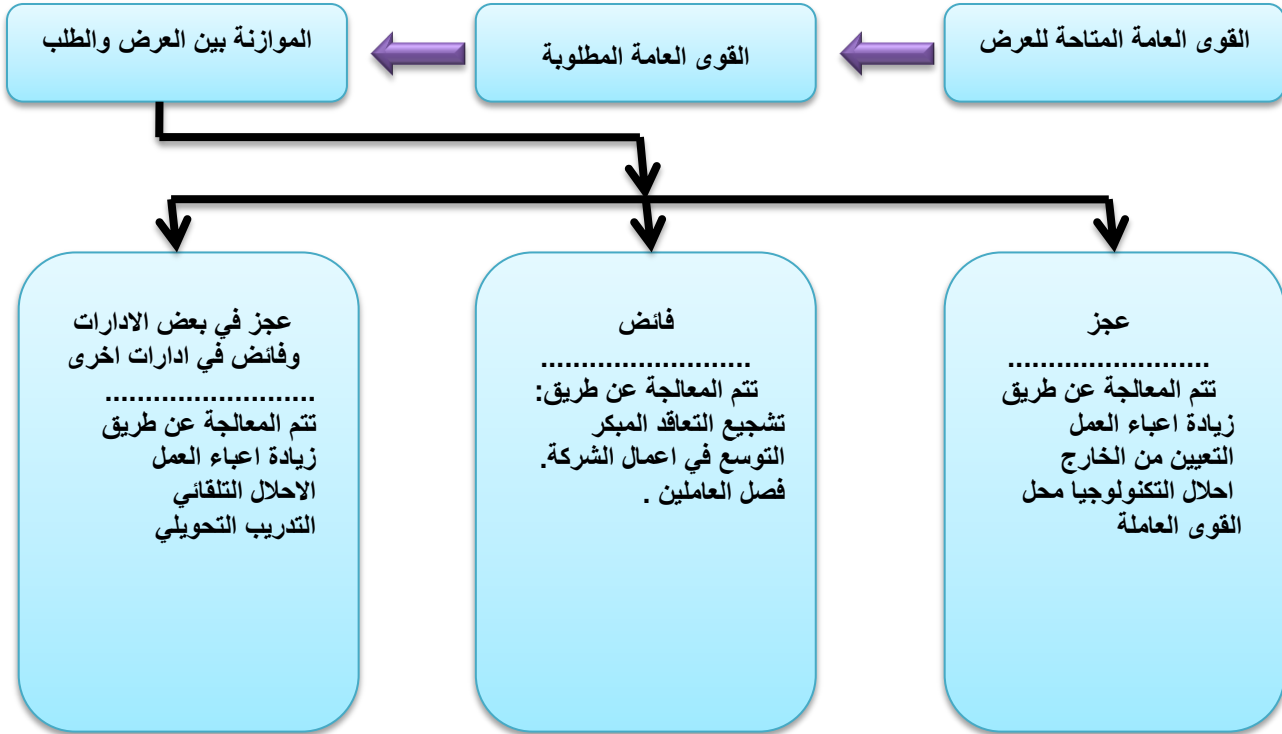 القوى العامة المتاحة للعرض
القوى العامة المطلوبة
الموازنة بين العرض والطلب
عجز
.........................
تتم المعالجة عن طريق
زيادة اعباء العمل
التعيين من الخارج
احلال التكنولوجيا محل
القوى العاملة
فائض
..........................
تتم المعالجة عن طريق:
تشجيع التعاقد المبكر
التوسع في اعمال الشركة.
فصل العاملين .
عجز في بعض الادارات
وفائض في ادارات اخرى
..........................
تتم المعالجة عن طريق
زيادة اعباء العمل
الاحلال التلقائي
التدريب التحويلي